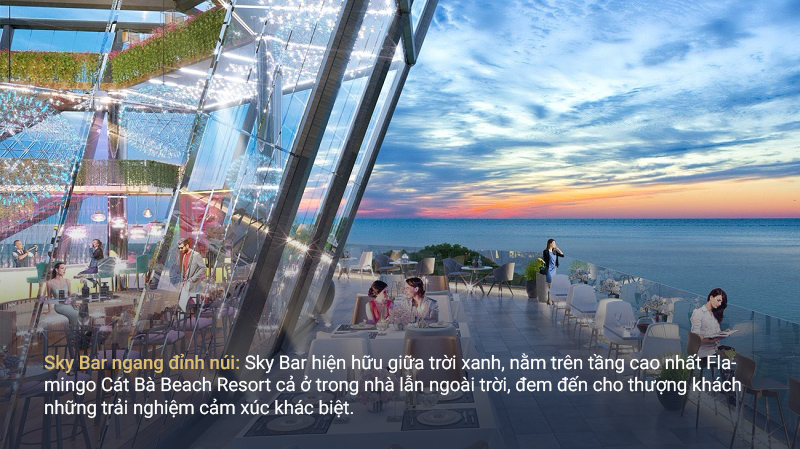 Sky Bar ngang đỉnh núi: Sky Bar hiện hữu giữa trời xanh, nằm trên tầng cao nhất Fla-
mingo Cát Bà Beach Resort cả ở trong nhà lẫn ngoài trời, đem đến cho thượng khách
những trải nghiệm cảm xúc khác biệt.